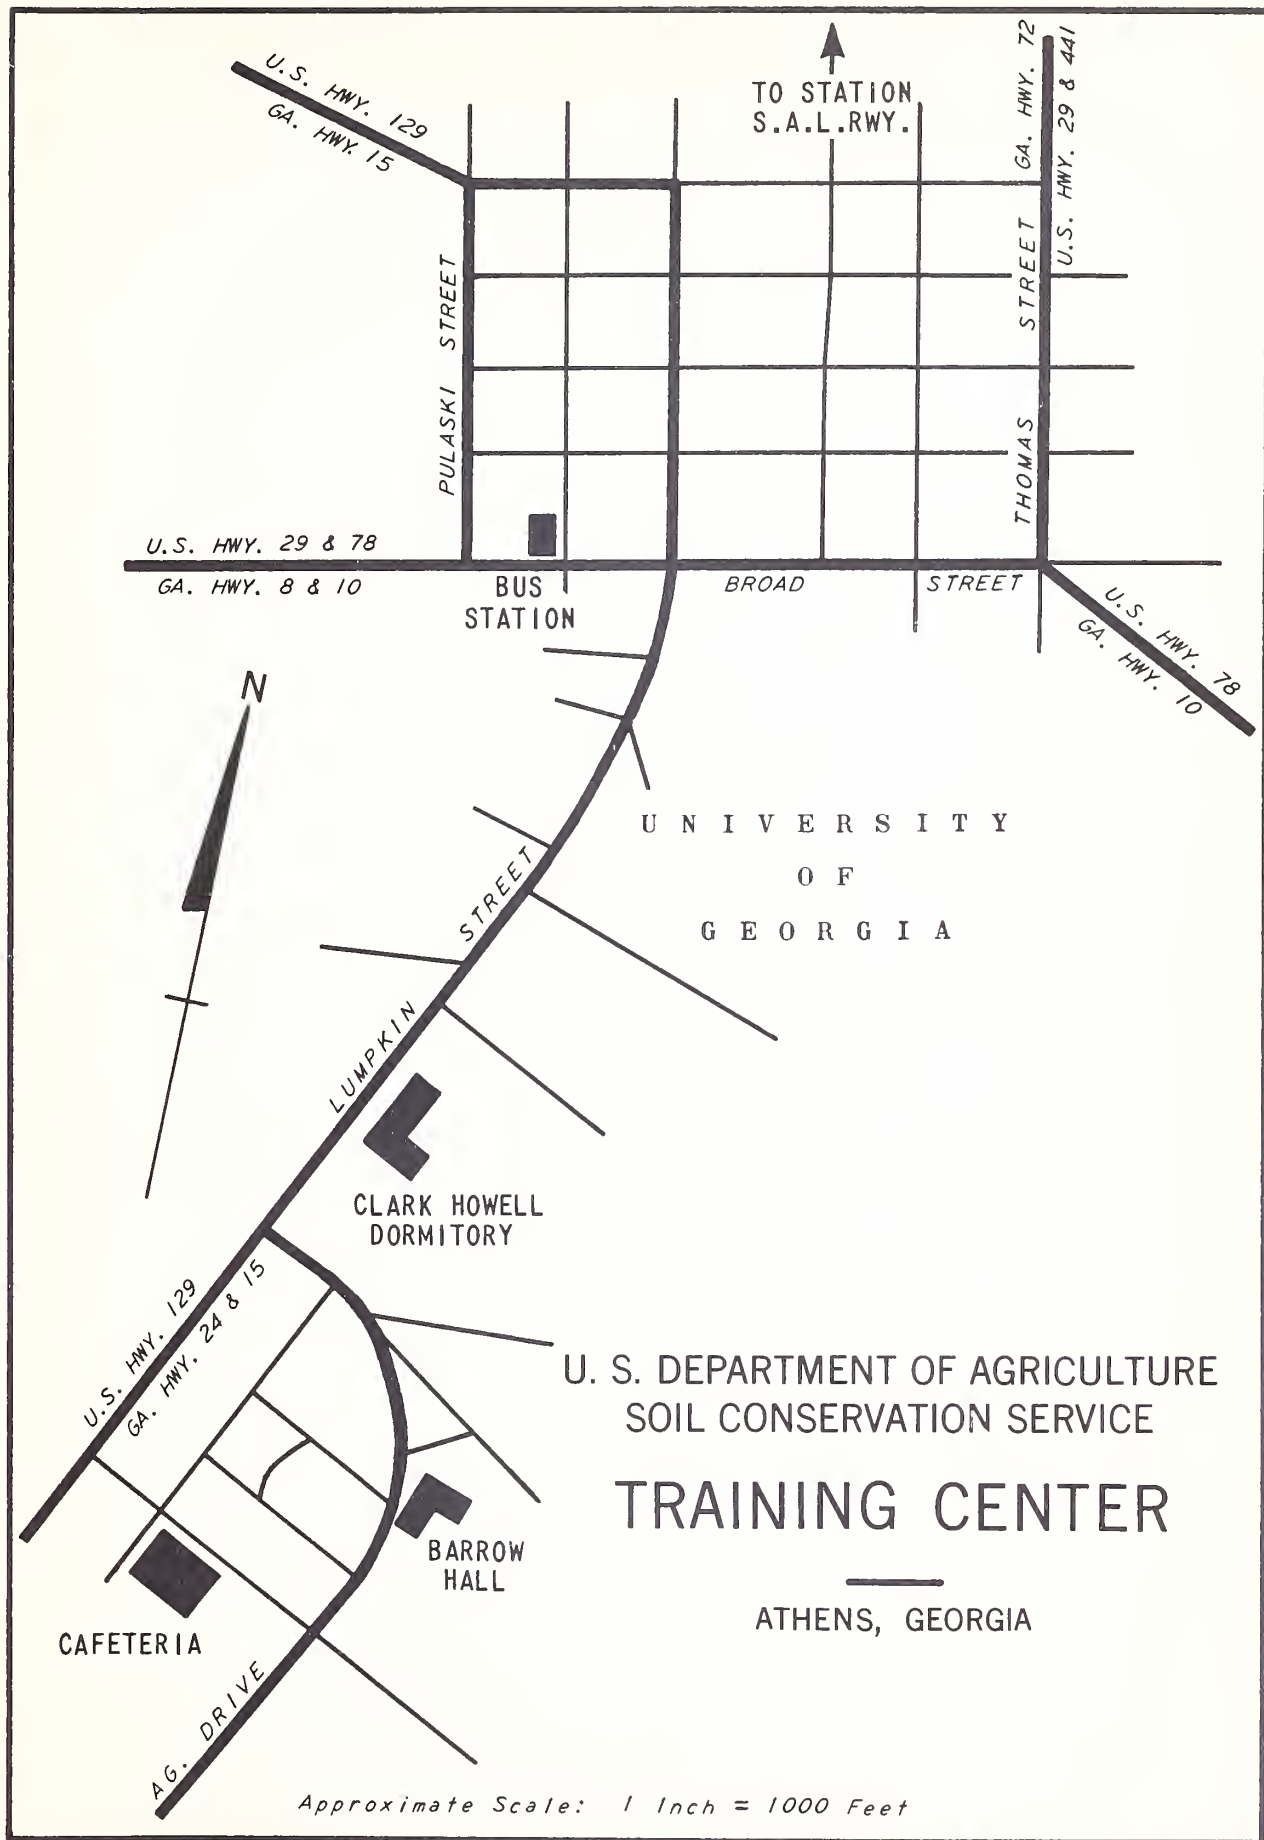 U.S. HWY. 129
GA. HWY. 15
TO STATION
S.A.L.RWY.
GA. HWY. 72
U.S. HWY. 29 & 441
PULASKI STREET
THOMAS STREET
U.S. HWY. 29 & 78
GA. HWY. 8 & 10
BUS
STATION
BROAD STREET
U.S. HWY. 78
GA. HWY. 10
N
UNIVERSITY
OF
GEORGIA
LUMPKIN STREET
CLARK HOWELL
DORMITORY
U.S. HWY. 129
GA. HWY. 24 & 15
U. S. DEPARTMENT OF AGRICULTURE
SOIL CONSERVATION SERVICE
TRAINING CENTER
ATHENS, GEORGIA
BARROW
HALL
CAFETERIA
AG. DRIVE
Approximate Scale: 1 Inch = 1000 Feet